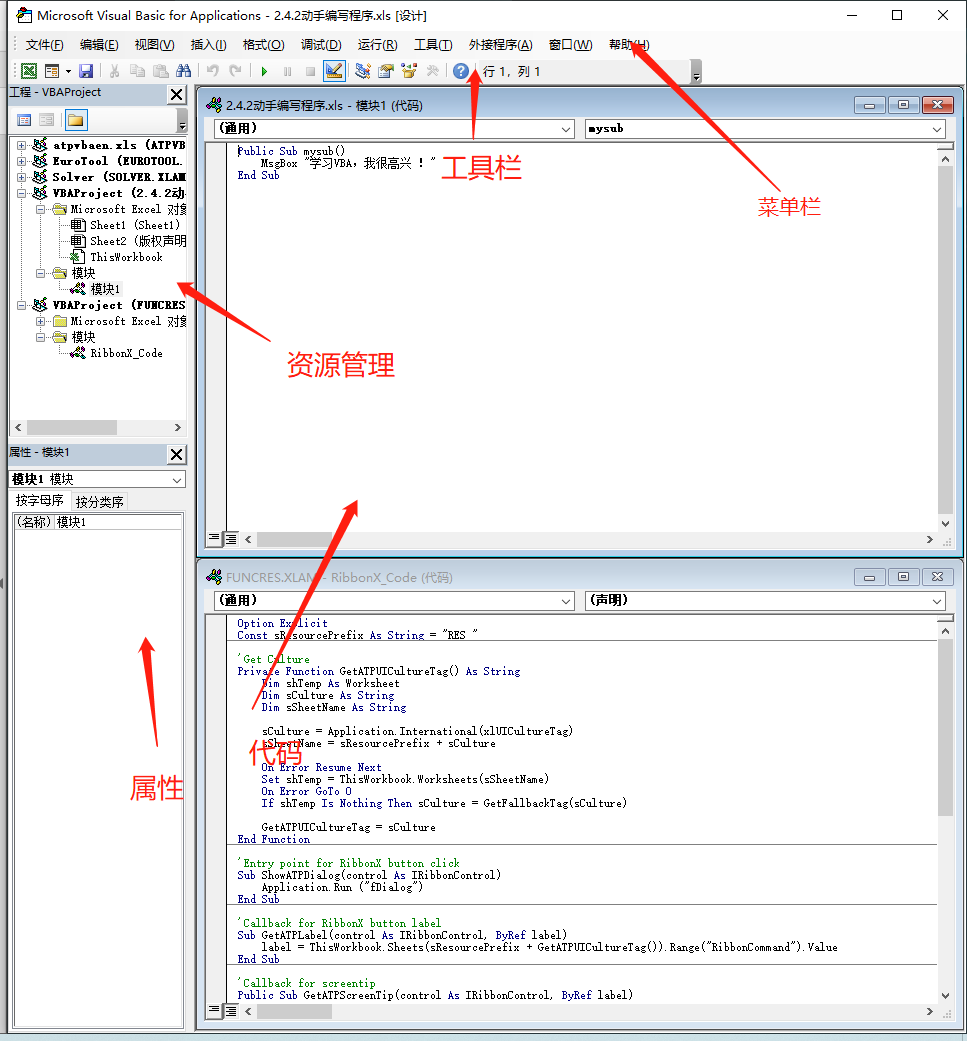 Microsoft Visual Basic for Applications - 2.4.2动手编写程序.xls [设计]
文件(F) 编辑(E) 视图(V) 插入(I) 格式(O) 调试(D) 运行(R) 工具(T) 外接程序(A) 窗口(W) 帮助(H)
行 1，列 1
工程 - VBAProject
atpvbaen.xls (ATPVB
EuroTool (EUROTOOL.
Solver (SOLVER.XLAM
VBAProject (2.4.2动
Microsoft Excel 对象
Sheet1 (Sheet1)
Sheet2 (版权声明
ThisWorkbook
模块
模块1
VBAProject (FUNCRES
Microsoft Excel 对象
模块
RibbonX_Code
属性 - 模块1
模块1 模块
按字母序 按分类序
(名称) 模块1
2.4.2动手编写程序.xls - 模块1 (代码)
(通用) mysub
Public Sub mysub()
MsgBox "学习VBA，我很高兴 ！"
End Sub
工具栏
菜单栏
资源管理
代码
属性
FUNCRES.XLAM - RibbonX_Code (代码)
(通用) (声明)
Option Explicit
Const sResourcePrefix As String = "RES_"
'Get Culture
Private Function GetATPUICultureTag() As String
Dim shTemp As Worksheet
Dim sCulture As String
Dim sSheetName As String
sCulture = Application.International(xlUICultureTag)
sSheetName = sResourcePrefix + sCulture
On Error Resume Next
Set shTemp = ThisWorkbook.Worksheets(sSheetName)
On Error GoTo 0
If shTemp Is Nothing Then sCulture = GetFallbackTag(sCulture)
GetATPUICultureTag = sCulture
End Function
'Entry point for RibbonX button click
Sub ShowATPDialog(control As IRibbonControl)
Application.Run ("fDialog")
End Sub
'Callback for RibbonX button label
Sub GetATPLabel(control As IRibbonControl, ByRef label)
label = ThisWorkbook.Sheets(sResourcePrefix + GetATPUICultureTag()).Range("RibbonCommand").Value
End Sub
'Callback for screentip
Public Sub GetATPScreenTip(control As IRibbonControl, ByRef label)